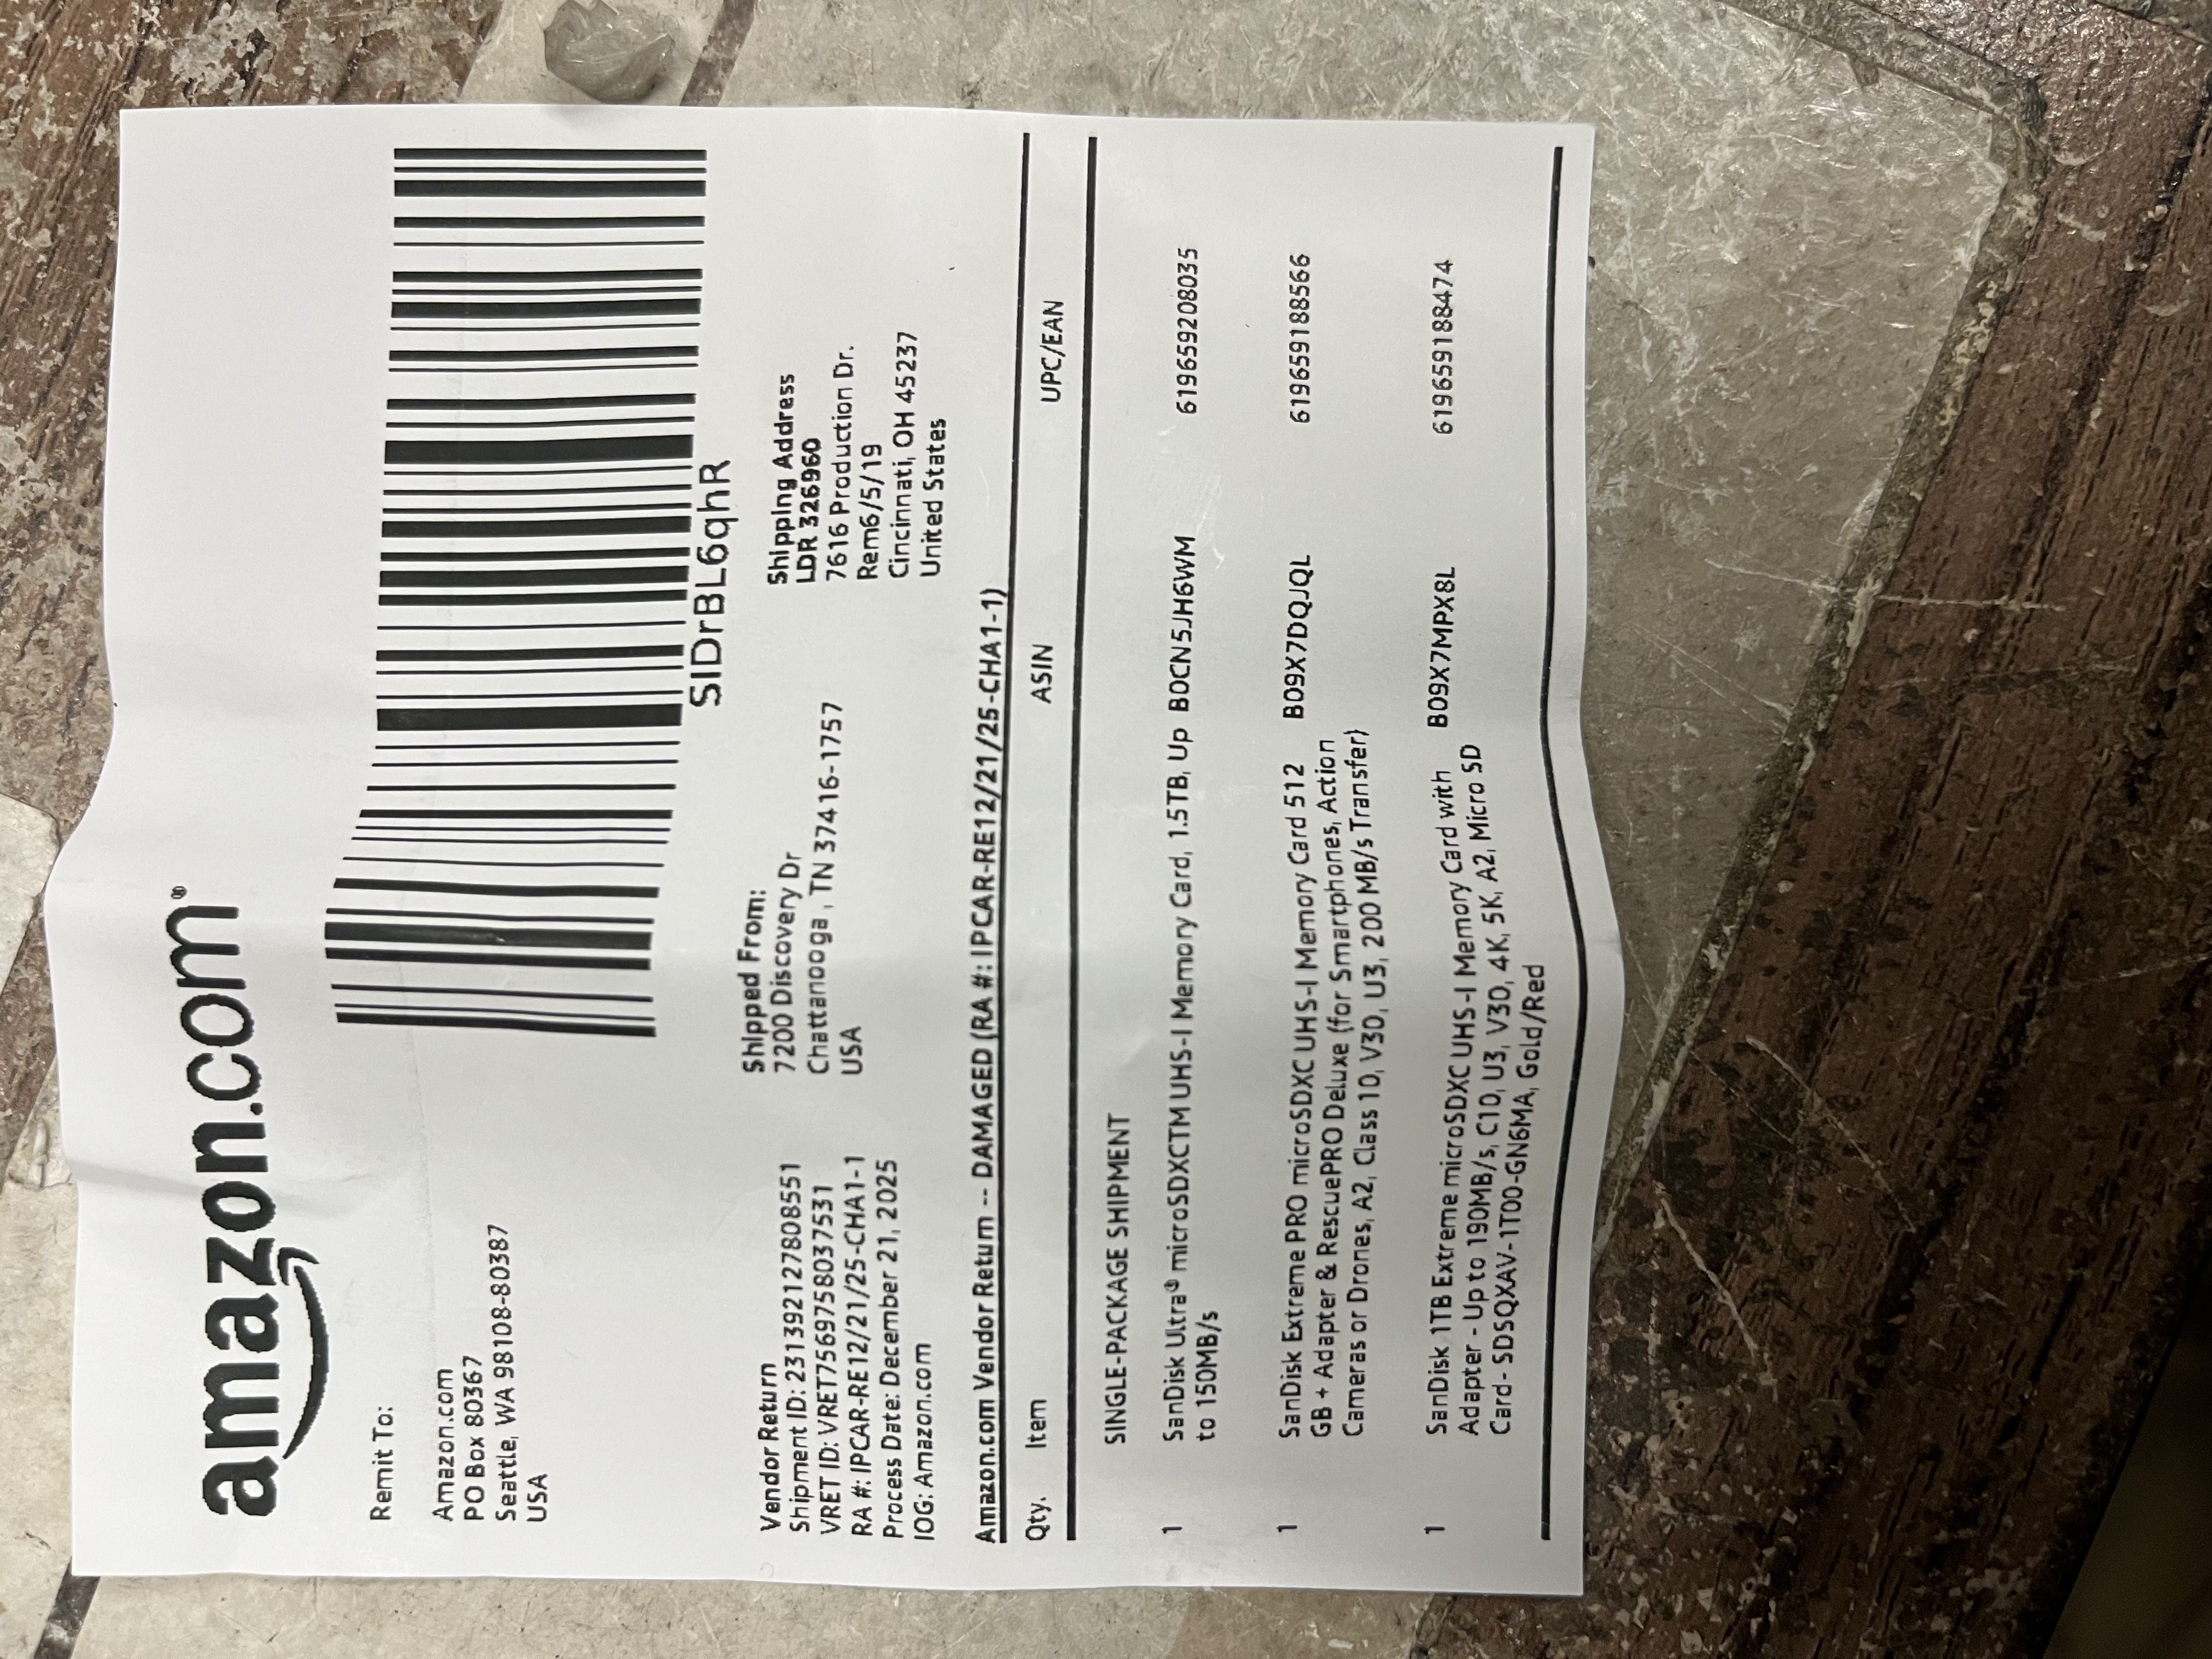 amazon.com®
Remit To:
Amazon.com
PO Box 80367
Seattle, WA 98108-80387
USA
SIDrBL6qhR
Vendor Return
Shipment ID: 231392127808551
VRET ID: VRET7569758037531
RA #: IPCAR-RE12/21/25-CHA1-1
Process Date: December 21, 2025
IOG: Amazon.com
Shipped From:
7200 Discovery Dr
Chattanooga , TN 37416-1757
USA
Shipping Address
LDR 326960
7616 Production Dr.
Rem6/5/19
Cincinnati, OH 45237
United States
Amazon.com Vendor Return -- DAMAGED (RA #: IPCAR-RE12/21/25-CHA1-1)
Qty. Item ASIN UPC/EAN
SINGLE-PACKAGE SHIPMENT
1 SanDisk Ultra® microSDXCTM UHS-I Memory Card, 1.5TB, Up B0CN5JH6WM 619659208035
to 150MB/s
1 SanDisk Extreme PRO microSDXC UHS-I Memory Card 512 B09X7DQJQL 619659188566
GB + Adapter & RescuePRO Deluxe (for Smartphones, Action
Cameras or Drones, A2, Class 10, V30, U3, 200 MB/s Transfer)
1 SanDisk 1TB Extreme microSDXC UHS-I Memory Card with B09X7MPX8L 619659188474
Adapter - Up to 190MB/s, C10, U3, V30, 4K, 5K, A2, Micro SD
Card- SDSQXAV-1T00-GN6MA, Gold/Red